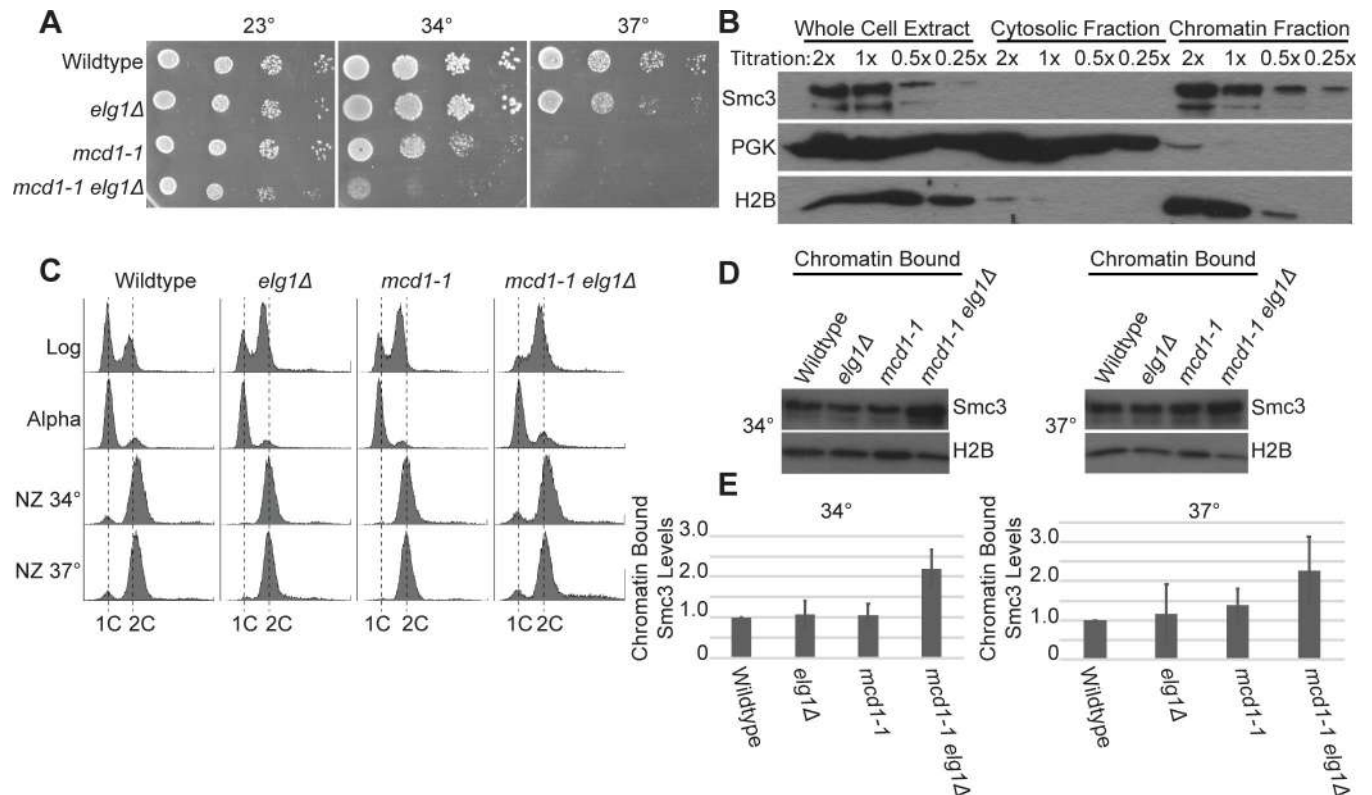 A
23° 34° 37°
Wildtype
elg1Δ
mcd1-1
mcd1-1 elg1Δ
B
Whole Cell Extract Cytosolic Fraction Chromatin Fraction
Titration: 2x 1x 0.5x 0.25x 2x 1x 0.5x 0.25x 2x 1x 0.5x 0.25x
Smc3
PGK
H2B
C
Wildtype elg1Δ mcd1-1 mcd1-1 elg1Δ
Log
Alpha
NZ 34°
NZ 37°
1C 2C 1C 2C 1C 2C 1C 2C
D
Chromatin Bound
Wildtype
elg1Δ
mcd1-1
mcd1-1 elg1Δ
34°
Smc3
H2B
Chromatin Bound
Wildtype
elg1Δ
mcd1-1
mcd1-1 elg1Δ
37°
Smc3
H2B
E
34°
Chromatin Bound
Smc3 Levels
3.0
2.0
1.0
0
Wildtype
elg1Δ
mcd1-1
mcd1-1 elg1Δ
37°
Chromatin Bound
Smc3 Levels
3.0
2.0
1.0
0
Wildtype
elg1Δ
mcd1-1
mcd1-1 elg1Δ